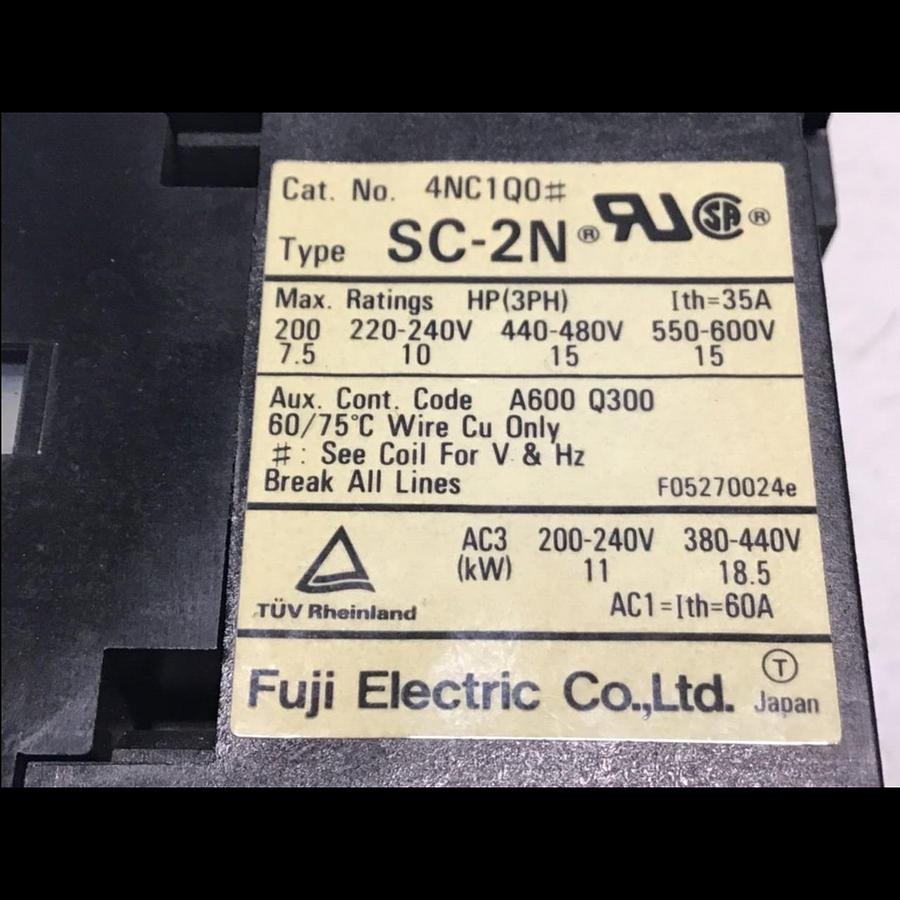 Cat. No. 4NC1Q0#
Type SC-2N ® RU SA ®
Max. Ratings HP(3PH) Ith=35A
200 220-240V 440-480V 550-600V
7.5 10 15 15
Aux. Cont. Code A600 Q300
60/75°C Wire Cu Only
#: See Coil For V & Hz
Break All Lines F05270024e
AC3 200-240V 380-440V
(kW) 11 18.5
TÜV Rheinland AC1=Ith=60A
Fuji Electric Co.,Ltd. T Japan